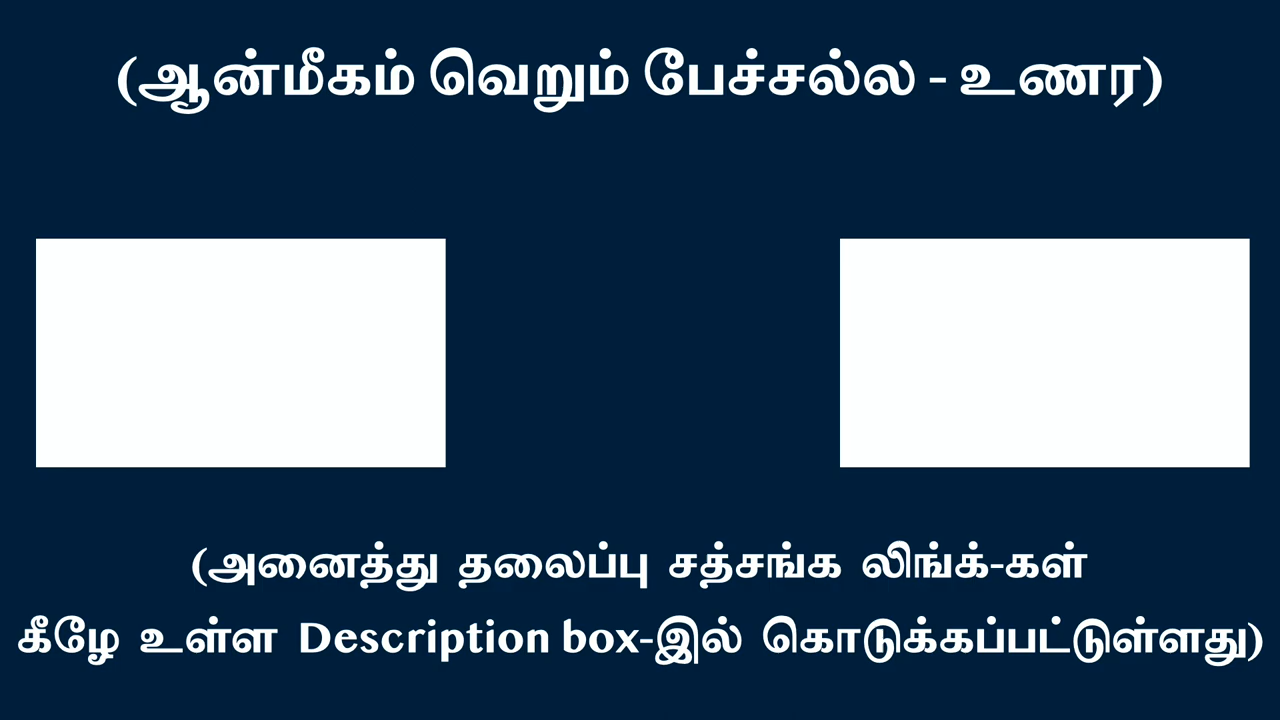 (ஆன்மீகம் வெறும் பேச்சல்ல - உணர)
(அனைத்து தலைப்பு சத்சங்க லிங்க்-கள்
கீழே உள்ள Description box-இல் கொடுக்கப்பட்டுள்ளது)